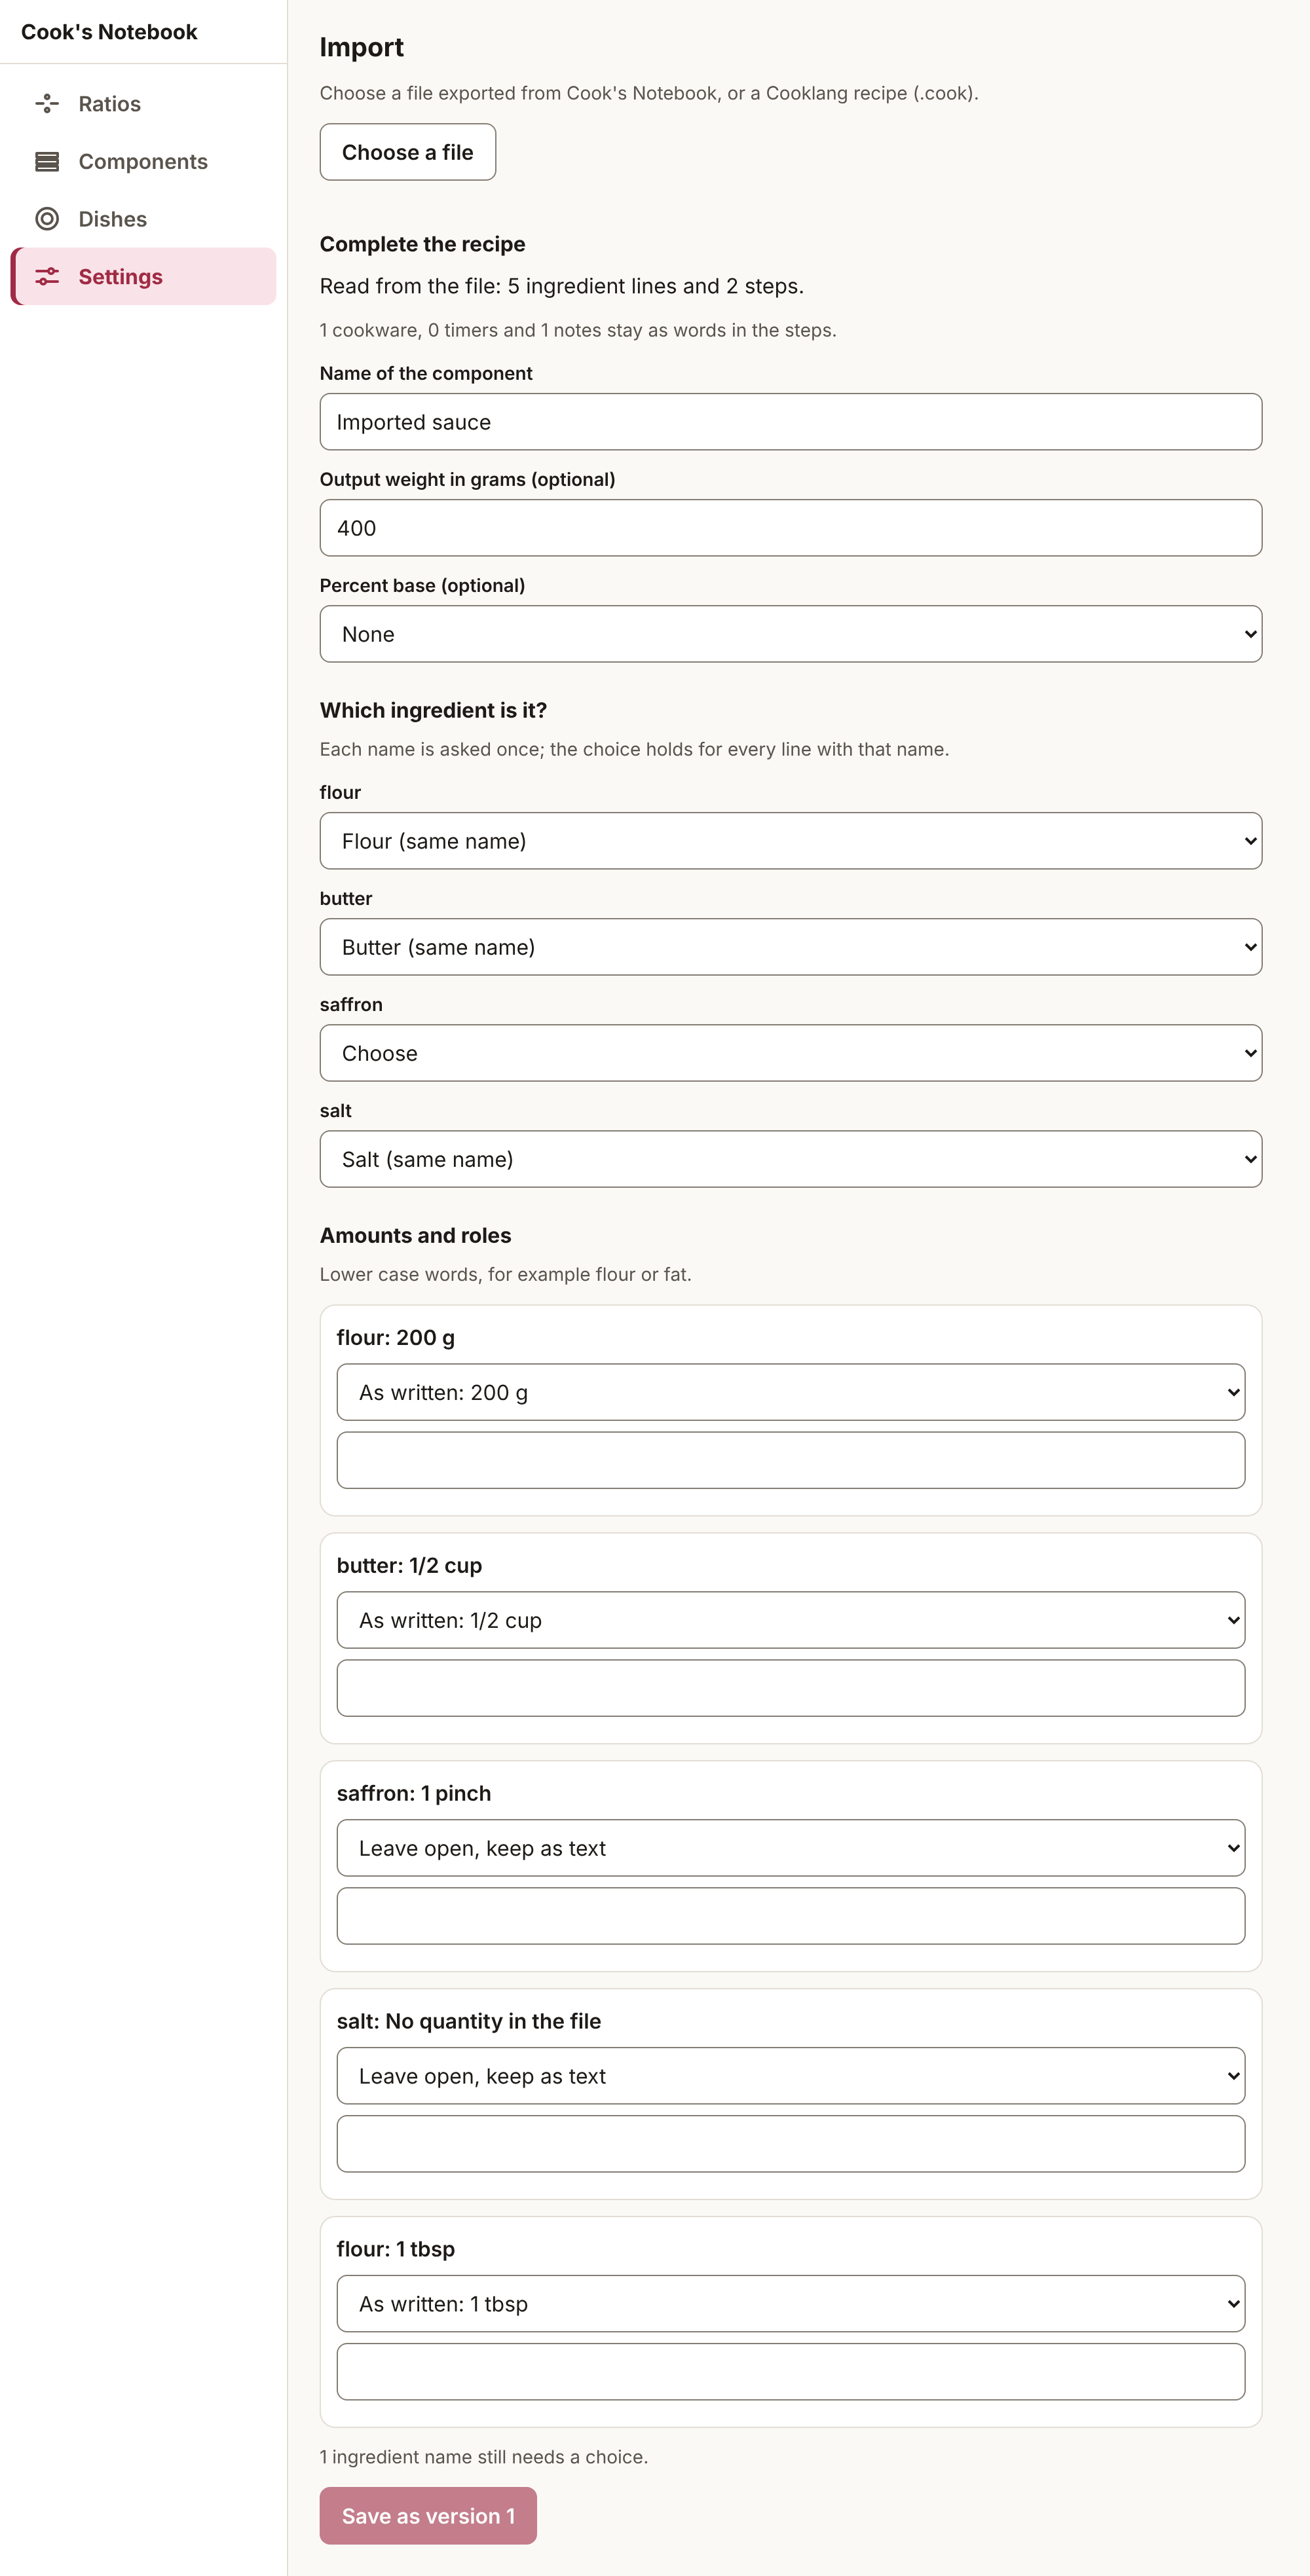 Cook's Notebook
Ratios
Components
Dishes
Settings
Import
Choose a file exported from Cook's Notebook, or a Cooklang recipe (.cook).
Choose a file
Complete the recipe
Read from the file: 5 ingredient lines and 2 steps.
1 cookware, 0 timers and 1 notes stay as words in the steps.
Name of the component
Imported sauce
Output weight in grams (optional)
400
Percent base (optional)
None
Which ingredient is it?
Each name is asked once; the choice holds for every line with that name.
flour
Flour (same name)
butter
Butter (same name)
saffron
Choose
salt
Salt (same name)
Amounts and roles
Lower case words, for example flour or fat.
flour: 200 g
As written: 200 g
butter: 1/2 cup
As written: 1/2 cup
saffron: 1 pinch
Leave open, keep as text
salt: No quantity in the file
Leave open, keep as text
flour: 1 tbsp
As written: 1 tbsp
1 ingredient name still needs a choice.
Save as version 1